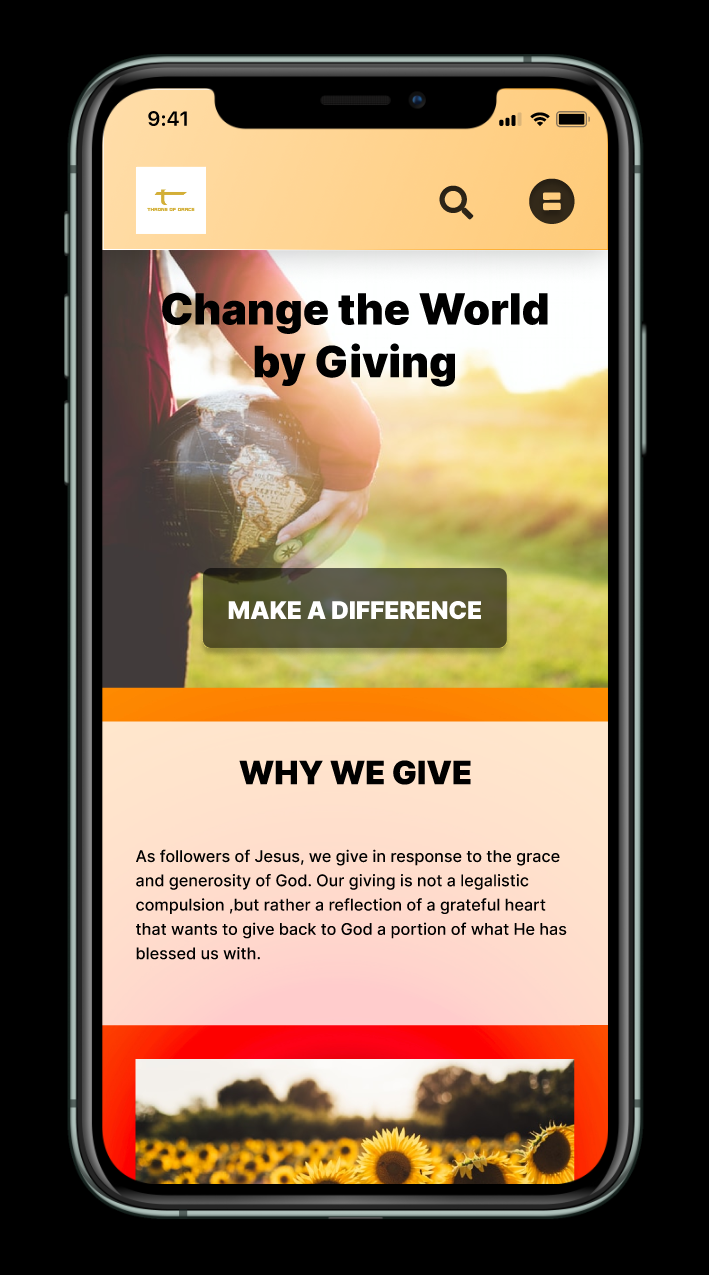 9:41
THRONE OF GRACE
Change the World
by Giving
MAKE A DIFFERENCE
WHY WE GIVE
As followers of Jesus, we give in response to the grace
and generosity of God. Our giving is not a legalistic
compulsion ,but rather a reflection of a grateful heart
that wants to give back to God a portion of what He has
blessed us with.